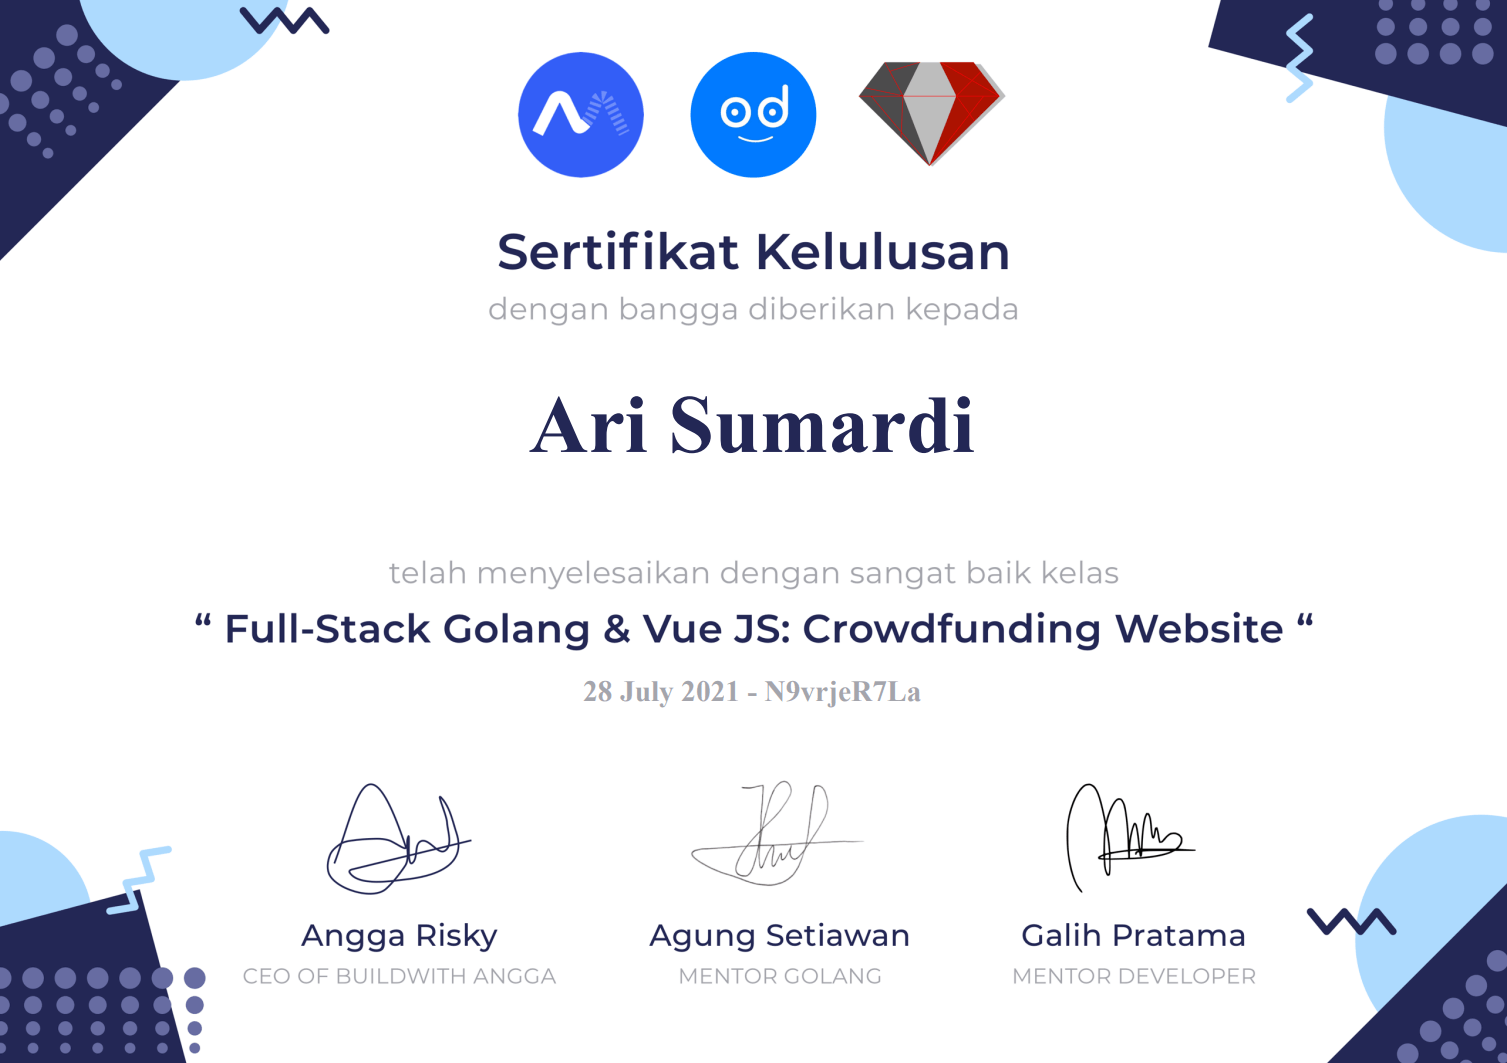 od
Sertifikat Kelulusan
dengan bangga diberikan kepada
Ari Sumardi
telah menyelesaikan dengan sangat baik kelas
“ Full-Stack Golang & Vue JS: Crowdfunding Website “
28 July 2021 - N9vrjeR7La
Angga Risky
CEO OF BUILDWITH ANGGA
Agung Setiawan
MENTOR GOLANG
Galih Pratama
MENTOR DEVELOPER